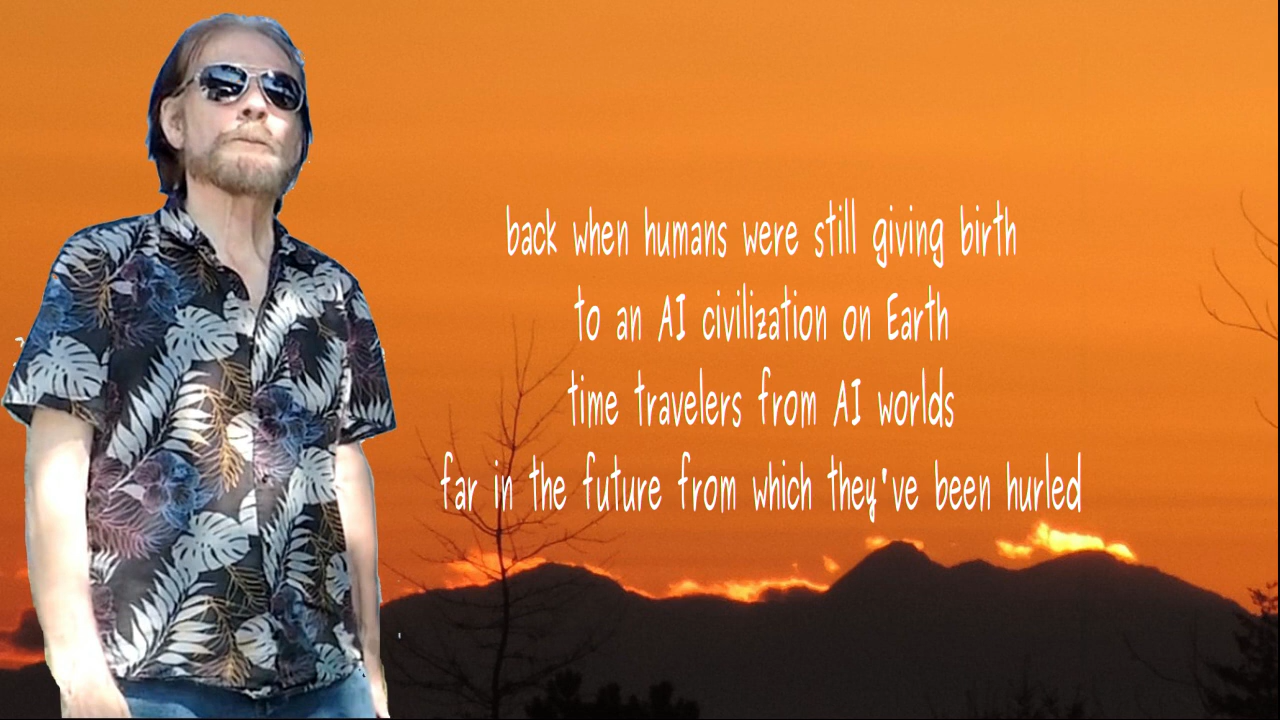 back when humans were still giving birth
to an AI civilization on Earth
time travelers from AI worlds
far in the future from which they've been hurled